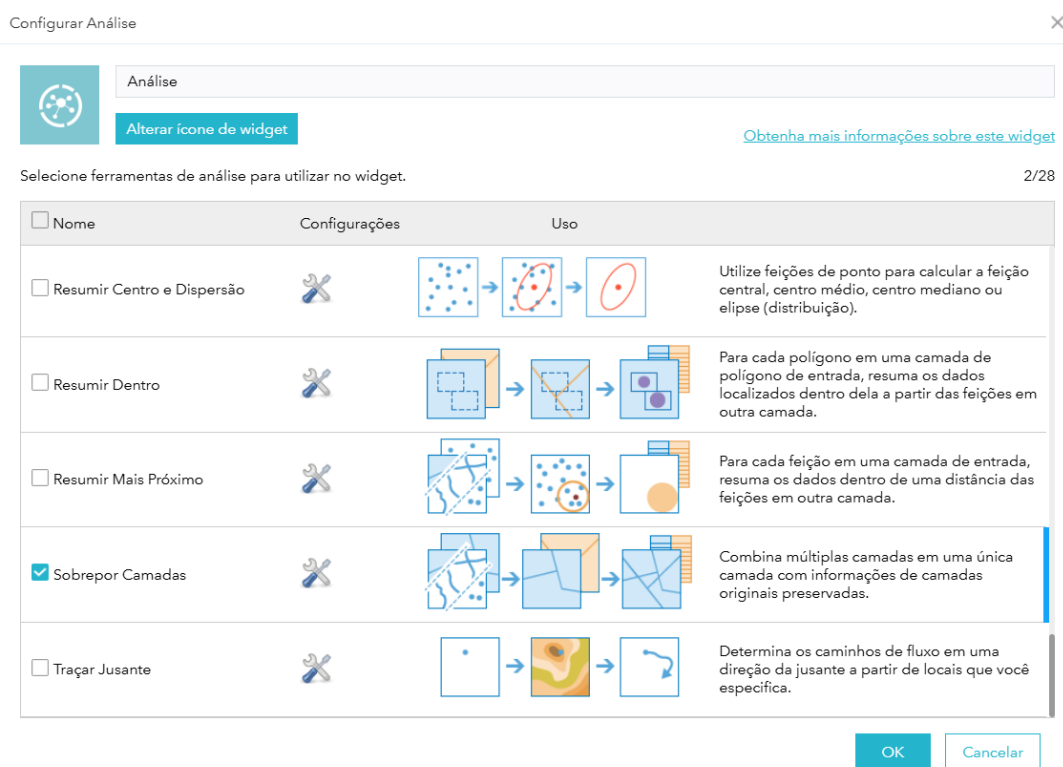 Configurar Análise
Análise
Alterar ícone de widget
Obtenha mais informações sobre este widget
Selecione ferramentas de análise para utilizar no widget.
2/28
Nome
Configurações
Uso
Resumir Centro e Dispersão
Utilize feições de ponto para calcular a feição
central, centro médio, centro mediano ou
elipse (distribuição).
Resumir Dentro
Para cada polígono em uma camada de
polígono de entrada, resuma os dados
localizados dentro dela a partir das feições em
outra camada.
Resumir Mais Próximo
Para cada feição em uma camada de entrada,
resuma os dados dentro de uma distância das
feições em outra camada.
Sobrepor Camadas
Combina múltiplas camadas em uma única
camada com informações de camadas
originais preservadas.
Traçar Jusante
Determina os caminhos de fluxo em uma
direção da jusante a partir de locais que você
especifica.
OK
Cancelar